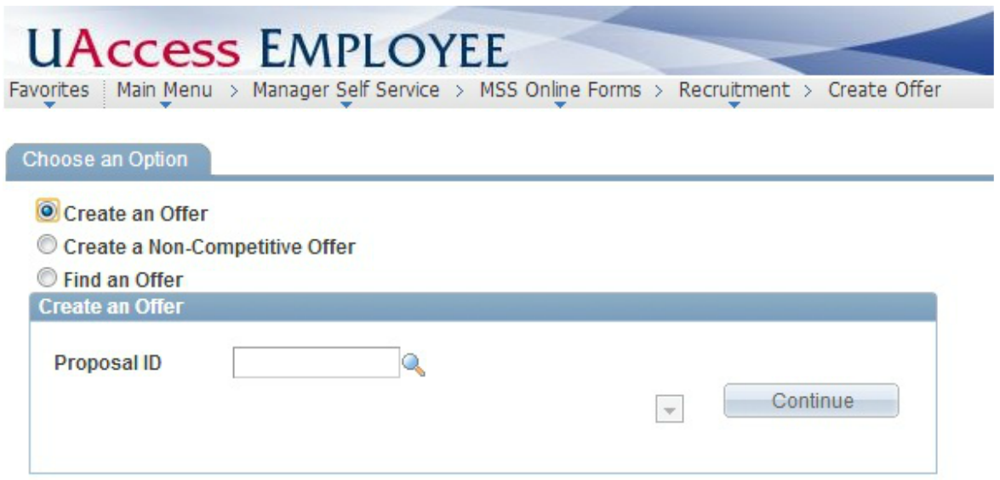 UAccess EMPLOYEE
Favorites Main Menu > Manager Self Service > MSS Online Forms > Recruitment > Create Offer
Choose an Option
Create an Offer
Create a Non-Competitive Offer
Find an Offer
Create an Offer
Proposal ID
Continue